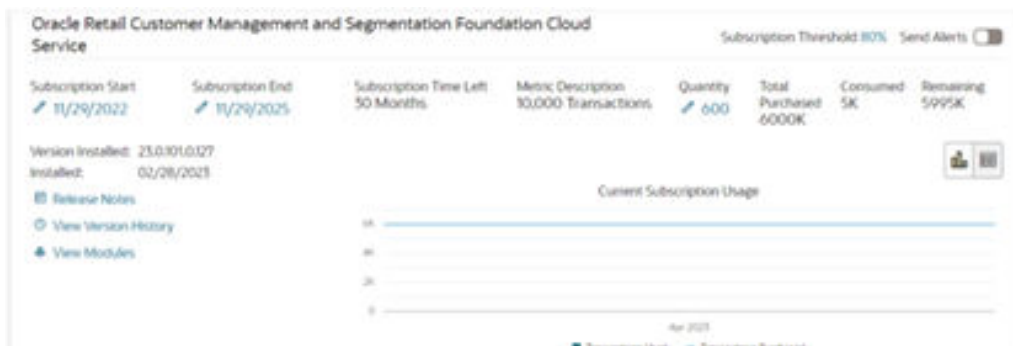 Oracle Retail Customer Management and Segmentation Foundation Cloud
Service
Subscription Threshold 80% Send Alerts
Subscription Start Subscription End Subscription Time Left Metric Description Quantity Total Purchased Consumed Remaining
11/29/2022 11/29/2025 30 Months 10,000 Transactions 600 6000K 5K 5995K
Version Installed: 23.0.101.0.127
Installed: 02/28/2023
Release Notes
View Version History
View Modules
Current Subscription Usage
4K
2K
0
Apr 2023